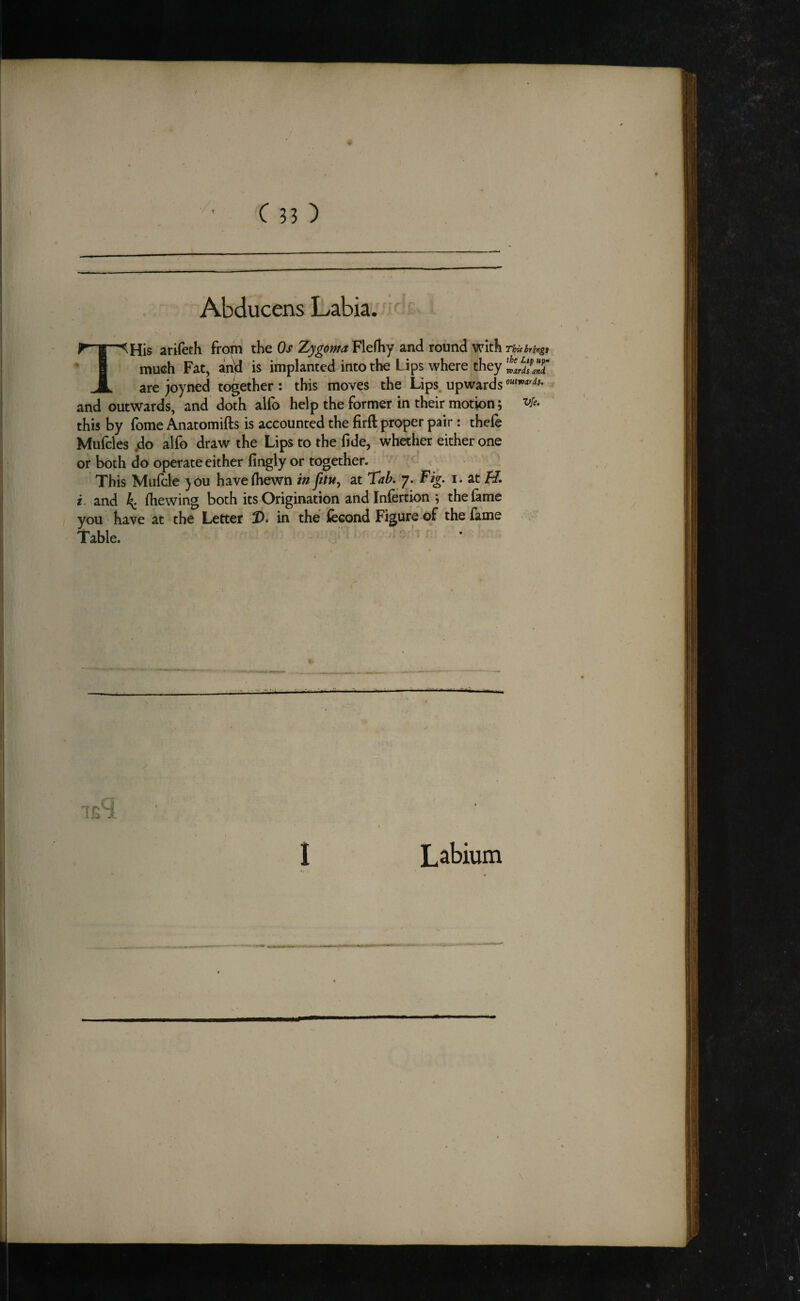 ( 33 )
Abducens Labia.
THis ariſeth from the Os Zygoma Fleſhy and round with
much Fat, and is implanted into the Lips where they
are joyned together : this moves the Lips upwards
and outwards, and doth alſo help the former in their motion;
this by ſome Anatomiſts is accounted the firſt proper pair : theſe
Muſcles do alſo draw the Lips to the ſide, whether either one
or both do operate either ſingly or together.
This Muſcle you have ſhewn in ſitu, at Tab. 7. Fig. 1. at H.
i. and k. ſhewing both its Origination and Inſertion ; the ſame
you have at the Letter D. in the ſecond Figure of the ſame
Table.
This brings
the Lip up-
wards and
outwards.
Vſe.
I Labium